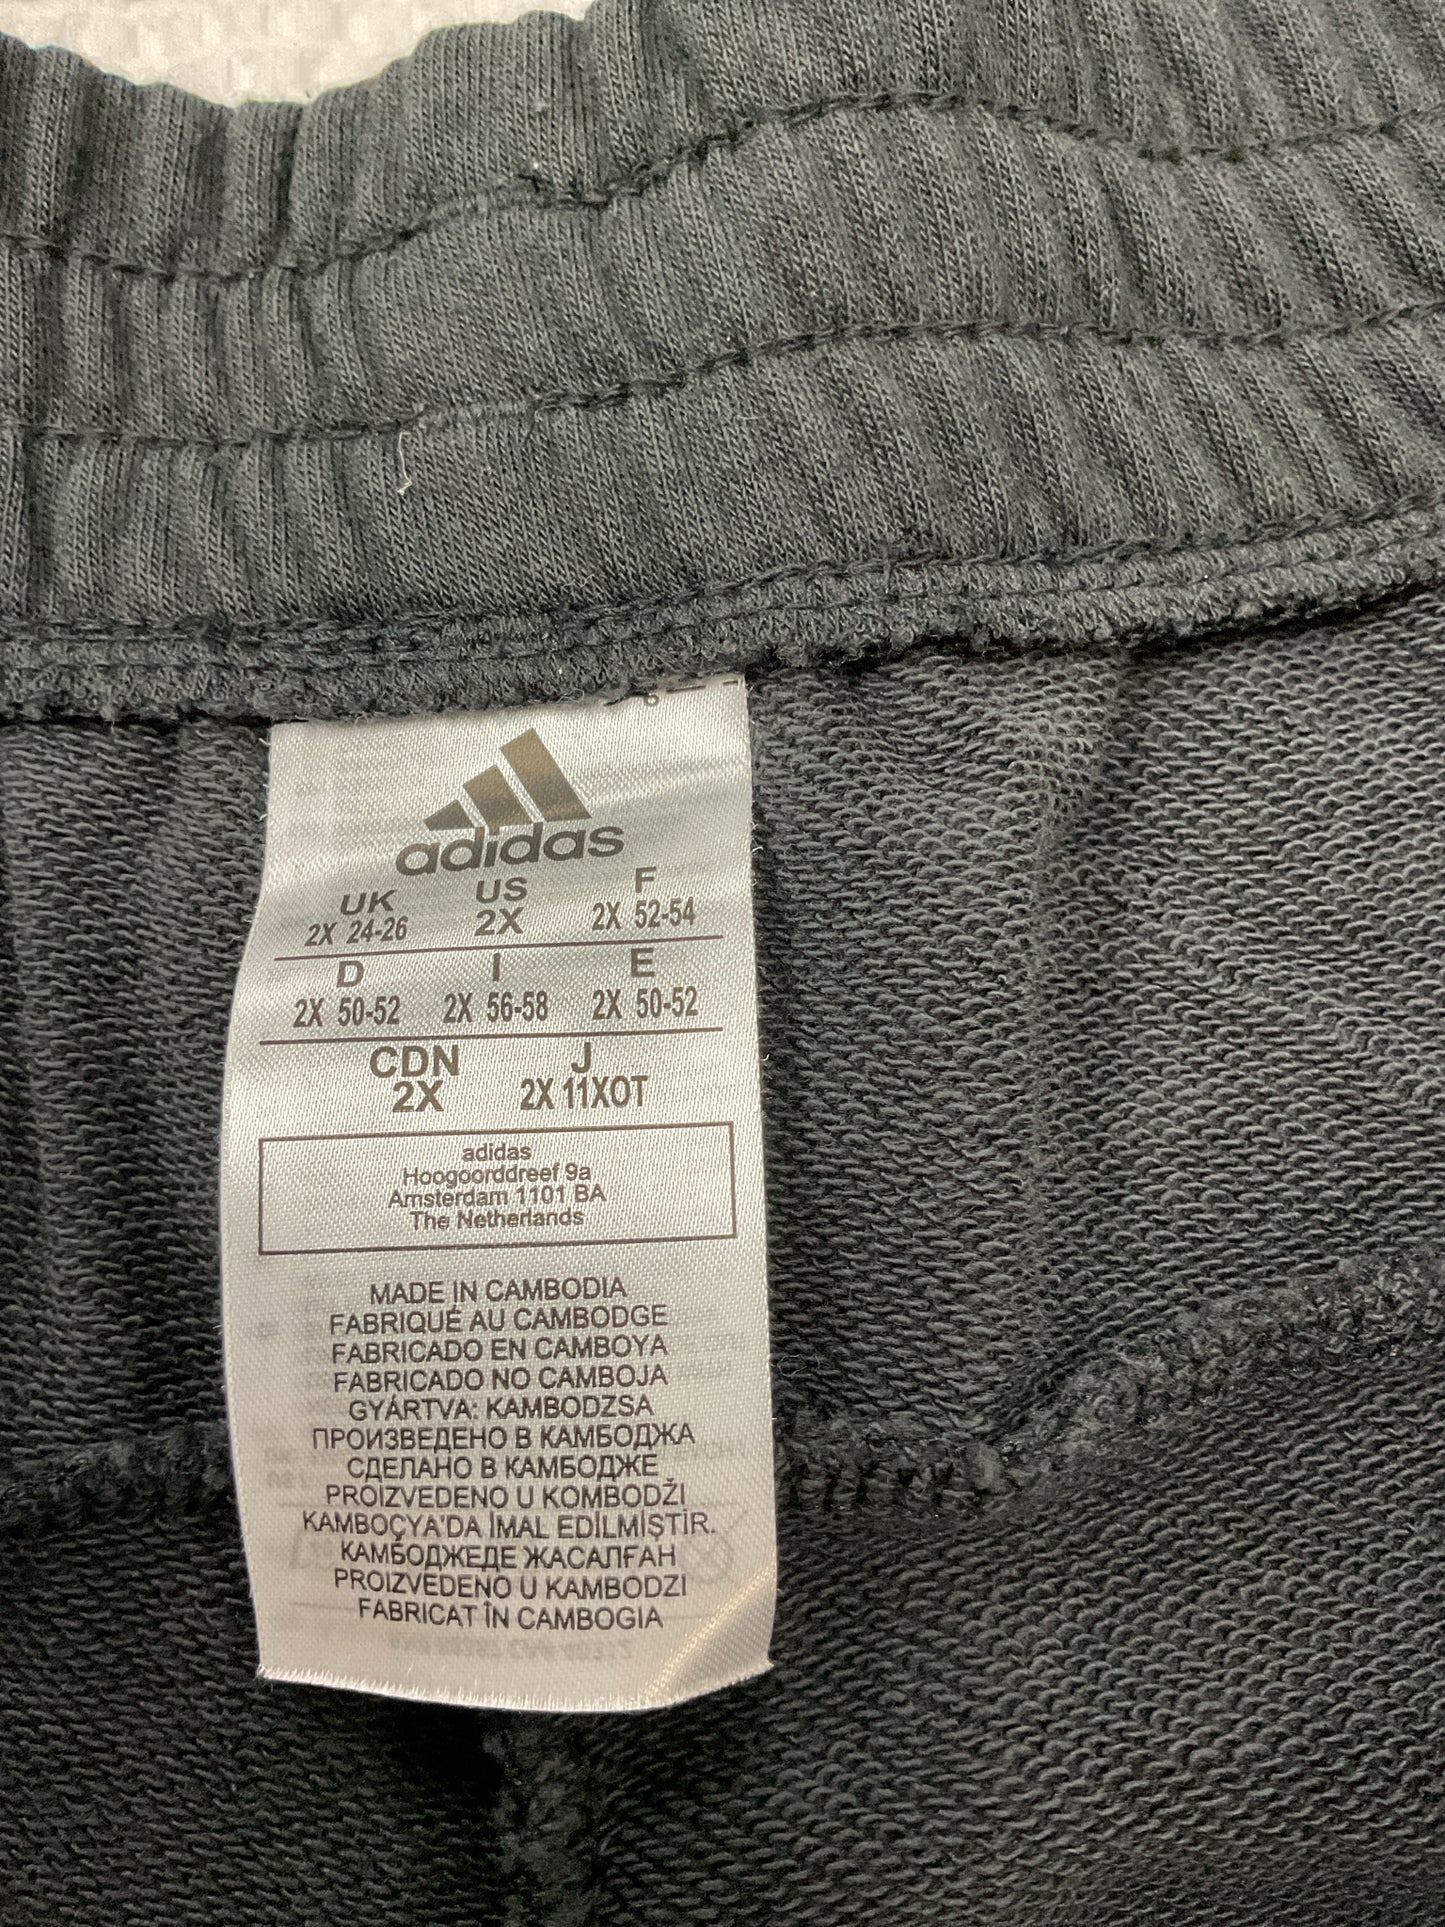 adidas
UK US F
2X 24-26 2X 2X 52-54
D I E
2X 50-52 2X 56-58 2X 50-52
CDN J
2X 2X 11XOT
adidas
Hoogoorddreef 9a
Amsterdam 1101 BA
The Netherlands
MADE IN CAMBODIA
FABRIQUÉ AU CAMBODGE
FABRICADO EN CAMBOYA
FABRICADO NO CAMBOJA
GYÁRTVA: KAMBODZSA
ПРОИЗВЕДЕНО В КАМБОДЖА
СДЕЛАНО В КАМБОДЖЕ
PROIZVEDENO U KOMBODŽI
KAMBOÇYA'DA İMAL EDİLMİŞTİR.
КАМБОДЖЕДЕ ЖАСАЛҒАН
PROIZVEDENO U KAMBODZI
FABRICAT ÎN CAMBOGIA